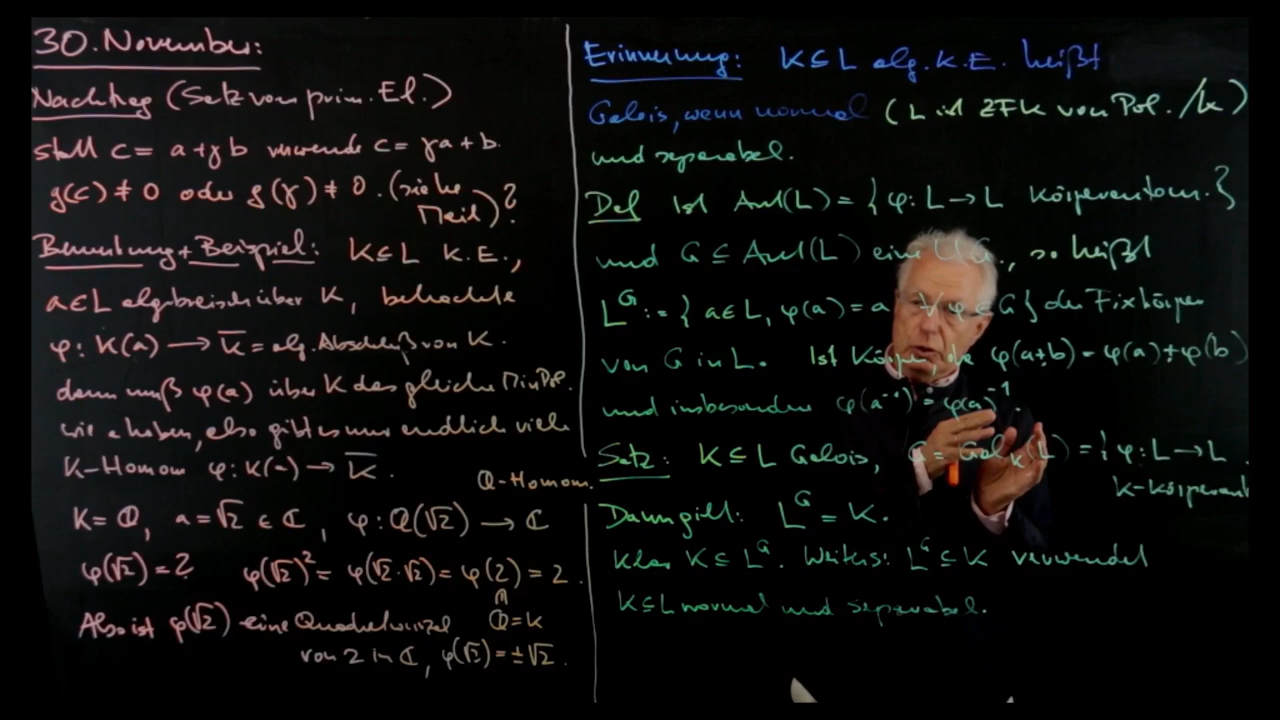 30. November:
Nachtrag (Satz vom prim. El.)
statt c = a+γb verwende c = γa+b.
g(c) ≠ 0 oder g(γ) ≠ 0. (siehe
Mail)?
Bemerkung + Beispiel: K ⊆ L K.E.,
a∈L algebraisch über K, betrachte
φ: K(a) → K̅ = alg. Abschluß von K.
dann muß φ(a) über K das gleiche MinPol.
wie a haben, also gibt es nur endlich viele
K-Homom φ: K(a) → K̅.
Q-Homom.
K=ℚ, a=√2 ∈ ℂ, φ: ℚ(√2) → ℂ
φ(√2) = ? φ(√2)² = φ(√2·√2) = φ(2) = 2.
Also ist φ(√2) eine Quadratwurzel ℚ=K
von 2 in ℂ, φ(√2) = ±√2.
Erinnerung: K⊆L alg. K.E. heißt
Galois, wenn normal (L ist ZFK von Pol. /K)
und separabel.
Def Ist Aut(L) = { φ: L → L Körperautom. }
und G ⊆ Aut(L) eine U.G., so heißt
L^G := { a∈L, φ(a) = a ∀ φ∈G } der Fixkörper
von G in L. Ist Körper, da φ(a+b) = φ(a)+φ(b)
und insbesondere φ(a⁻¹) = φ(a)⁻¹.
Satz: K ⊆ L Galois, G = Gal_K(L) = { φ: L → L
K-Körperaut
Dann gilt: L^G = K.
Klar K ⊆ L^G. Weiters: L^G ⊆ K verwendet
K⊆L normal und separabel.